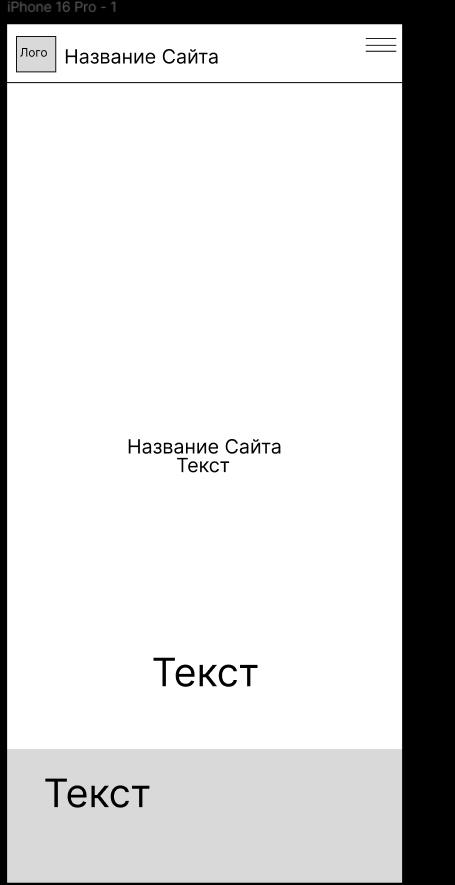 iPhone 16 Pro - 1
Лого
Название Сайта
Название Сайта
Текст
Текст
Текст